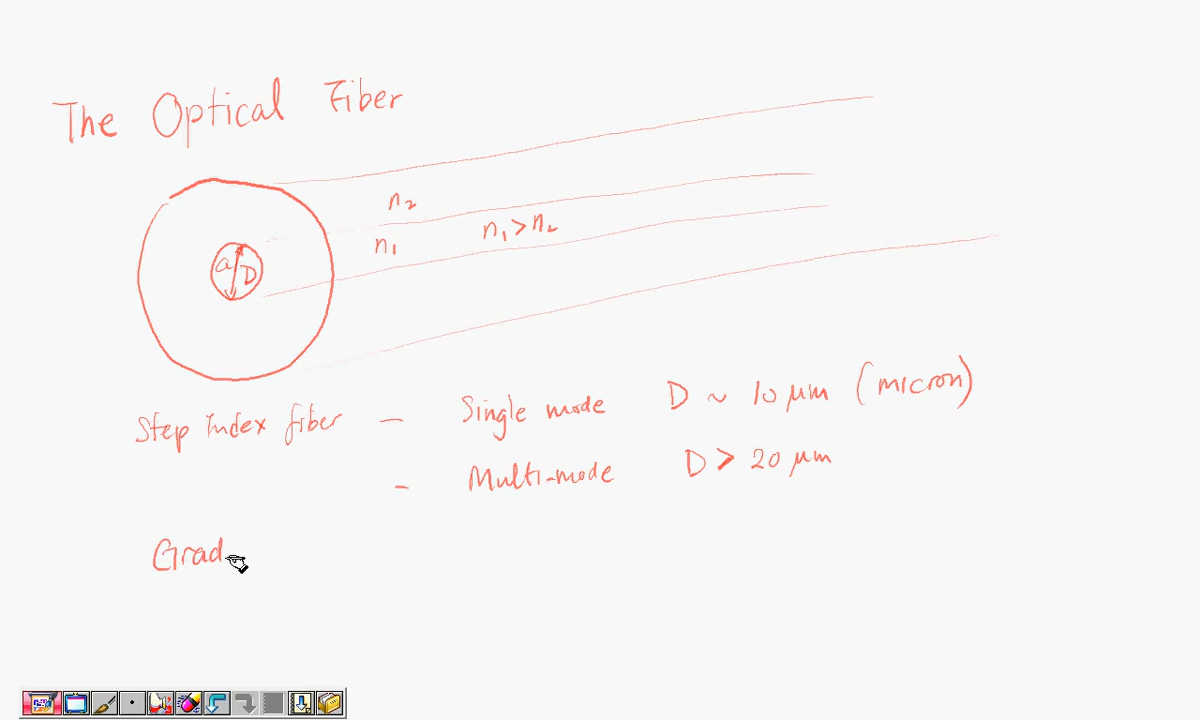 The Optical Fiber
n₂
n₁ n₁ > n₂
a D
Step Index fiber – Single mode D ~ 10 μm (micron)
– Multi-mode D > 20 μm
Grad